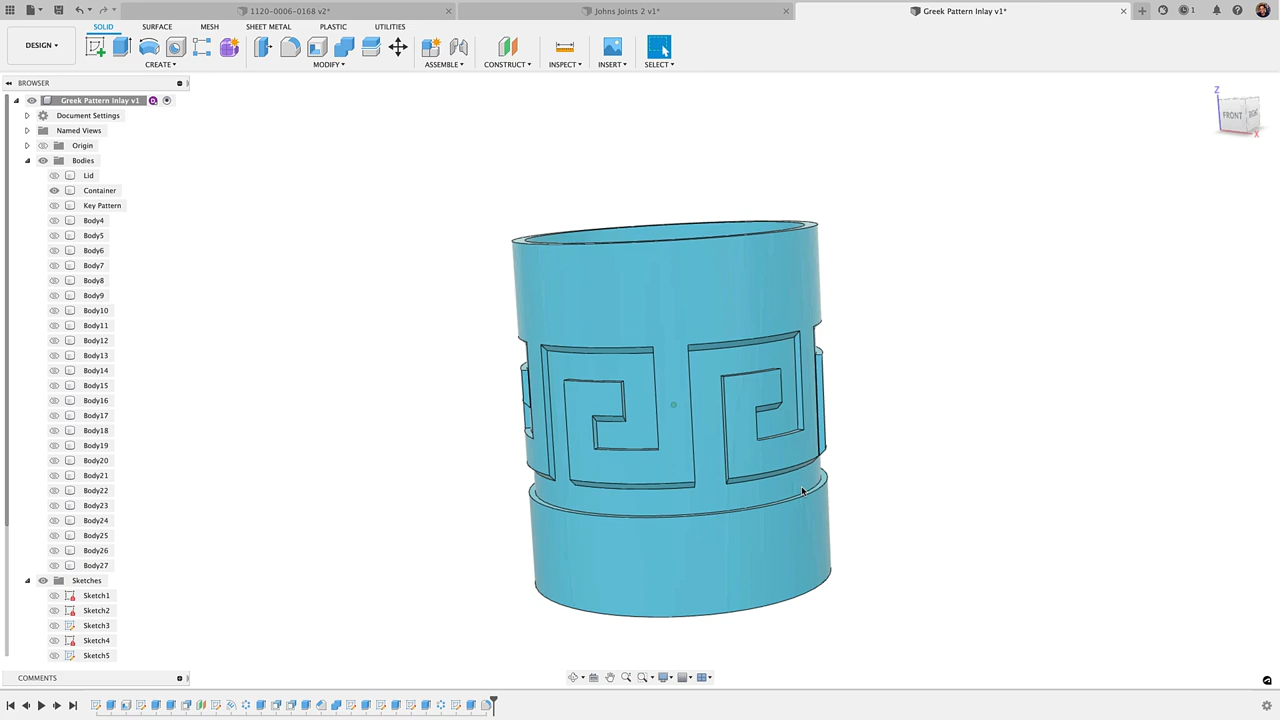 1120-0006-0168 v2*
Johns Joints 2 v1*
Greek Pattern Inlay v1*
1
DESIGN
SOLID
SURFACE
MESH
SHEET METAL
PLASTIC
UTILITIES
CREATE
MODIFY
ASSEMBLE
CONSTRUCT
INSPECT
INSERT
SELECT
BROWSER
Greek Pattern Inlay v1
Document Settings
Named Views
Origin
Bodies
Lid
Container
Key Pattern
Body4
Body5
Body6
Body7
Body8
Body9
Body10
Body11
Body12
Body13
Body14
Body15
Body16
Body17
Body18
Body19
Body20
Body21
Body22
Body23
Body24
Body25
Body26
Body27
Sketches
Sketch1
Sketch2
Sketch3
Sketch4
Sketch5
Z
FRONT
RIGHT
X
COMMENTS